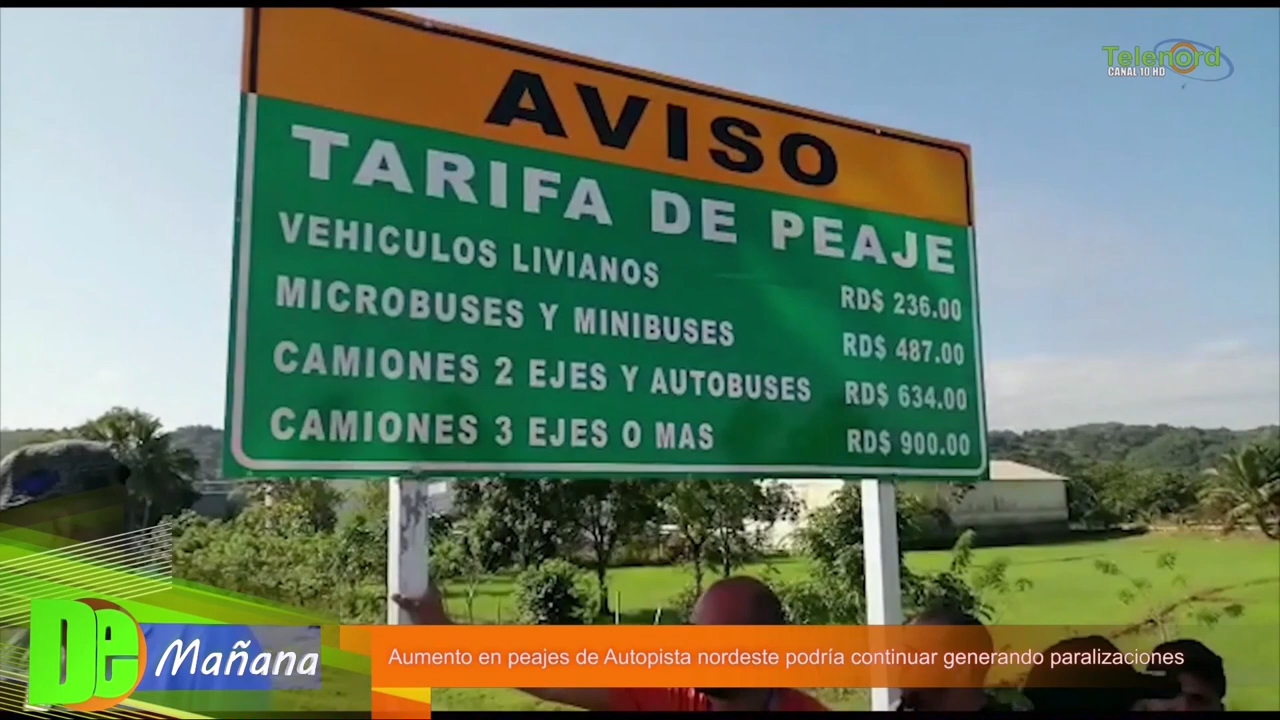 Telenord
CANAL 10 HD
AVISO
TARIFA DE PEAJE
VEHICULOS LIVIANOS RD$ 236.00
MICROBUSES Y MINIBUSES RD$ 487.00
CAMIONES 2 EJES Y AUTOBUSES RD$ 634.00
CAMIONES 3 EJES O MAS RD$ 900.00
De Mañana
Aumento en peajes de Autopista nordeste podría continuar generando paralizaciones